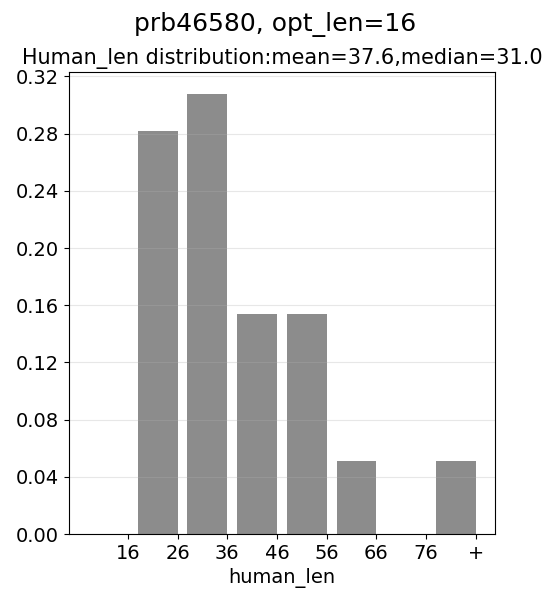 prb46580, opt_len=16
Human_len distribution:mean=37.6,median=31.0
0.32
0.28
0.24
0.20
0.16
0.12
0.08
0.04
0.00
16 26 36 46 56 66 76 +
human_len